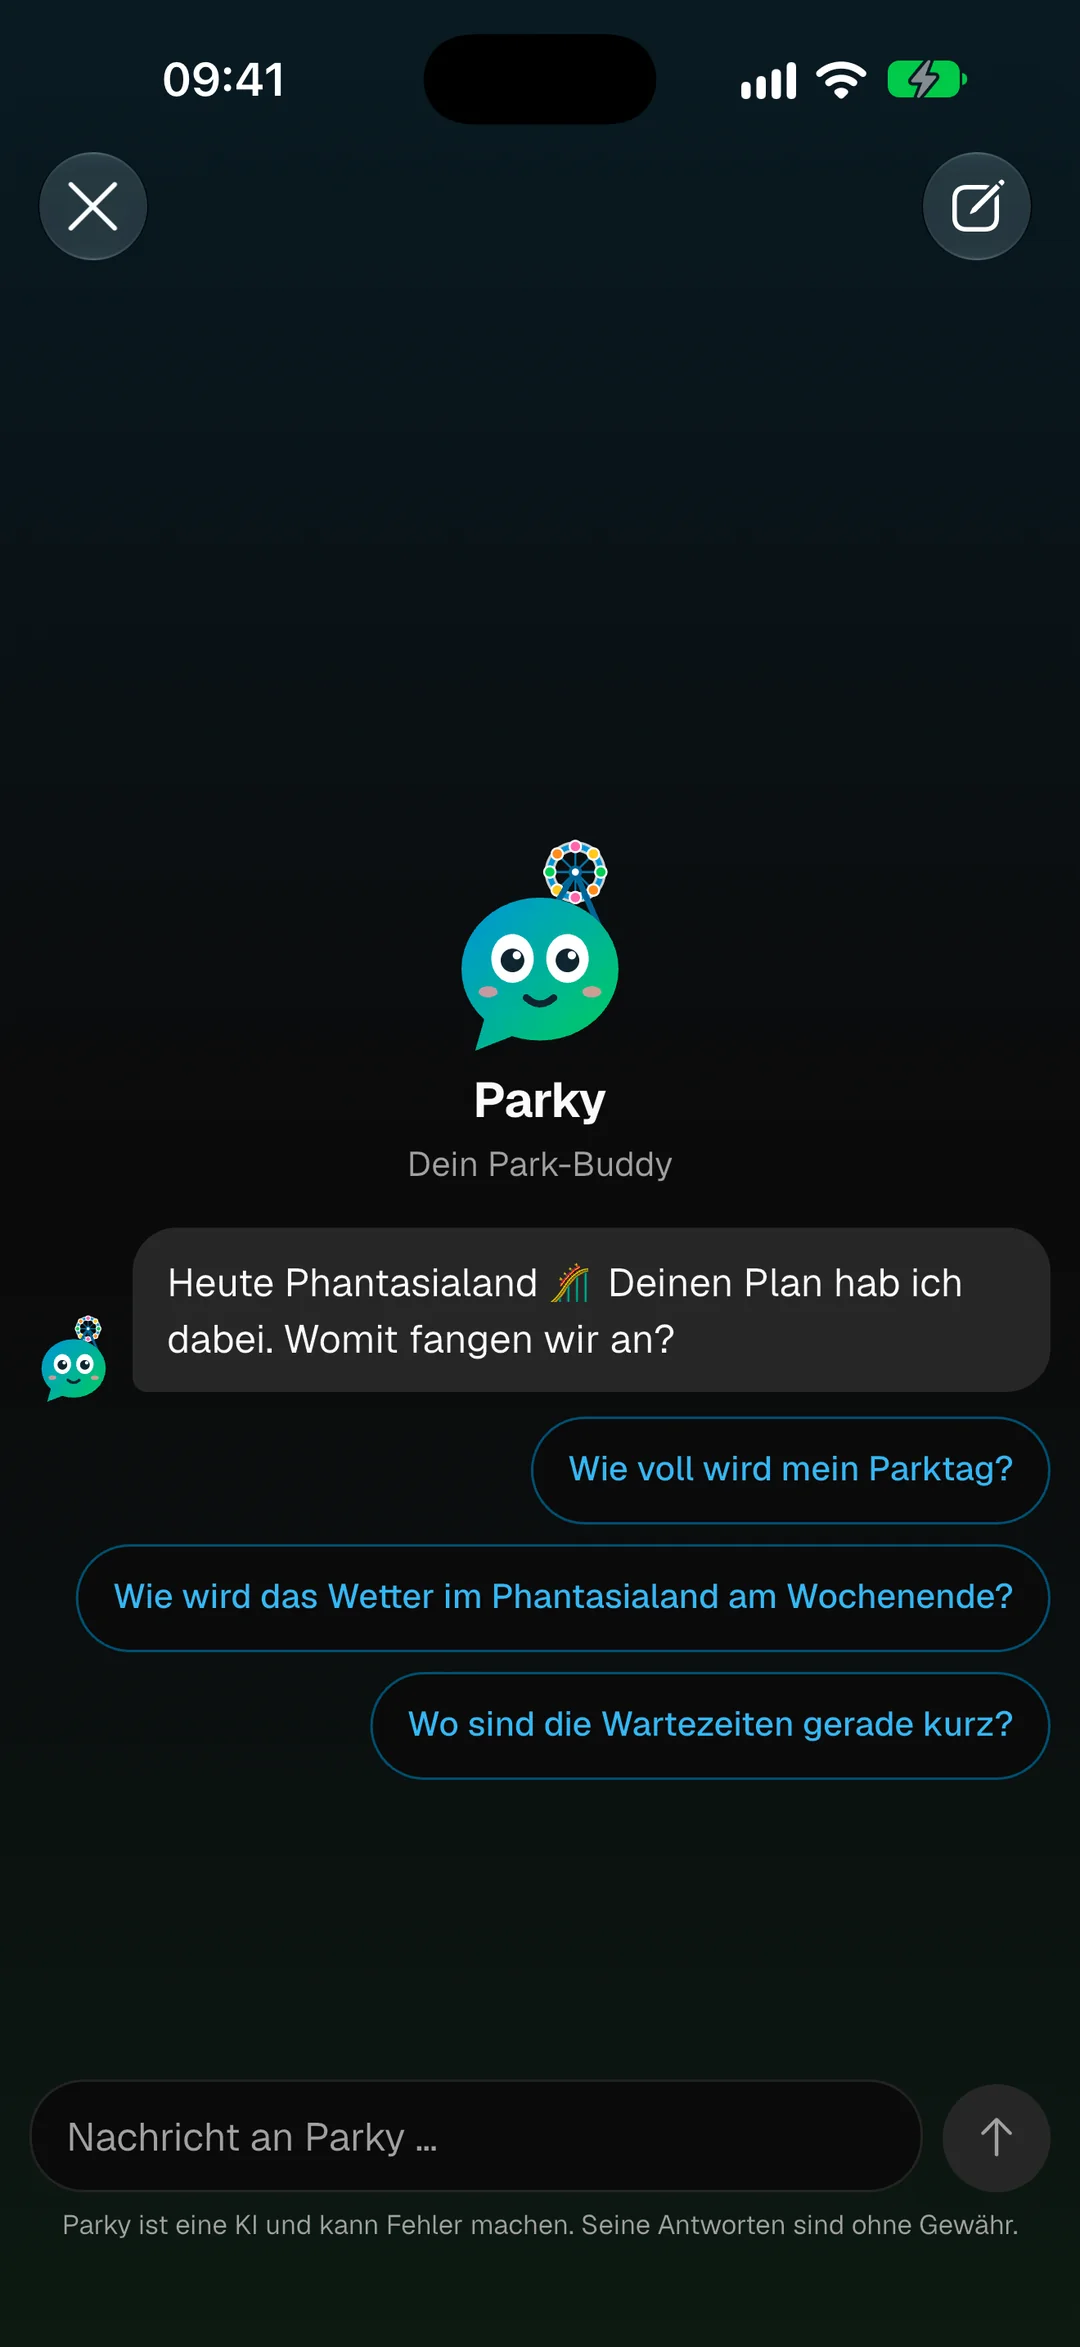 09:41
Parky
Dein Park-Buddy
Heute Phantasialand 🎢 Deinen Plan hab ich
dabei. Womit fangen wir an?
Wie voll wird mein Parktag?
Wie wird das Wetter im Phantasialand am Wochenende?
Wo sind die Wartezeiten gerade kurz?
Nachricht an Parky ...
Parky ist eine KI und kann Fehler machen. Seine Antworten sind ohne Gewähr.